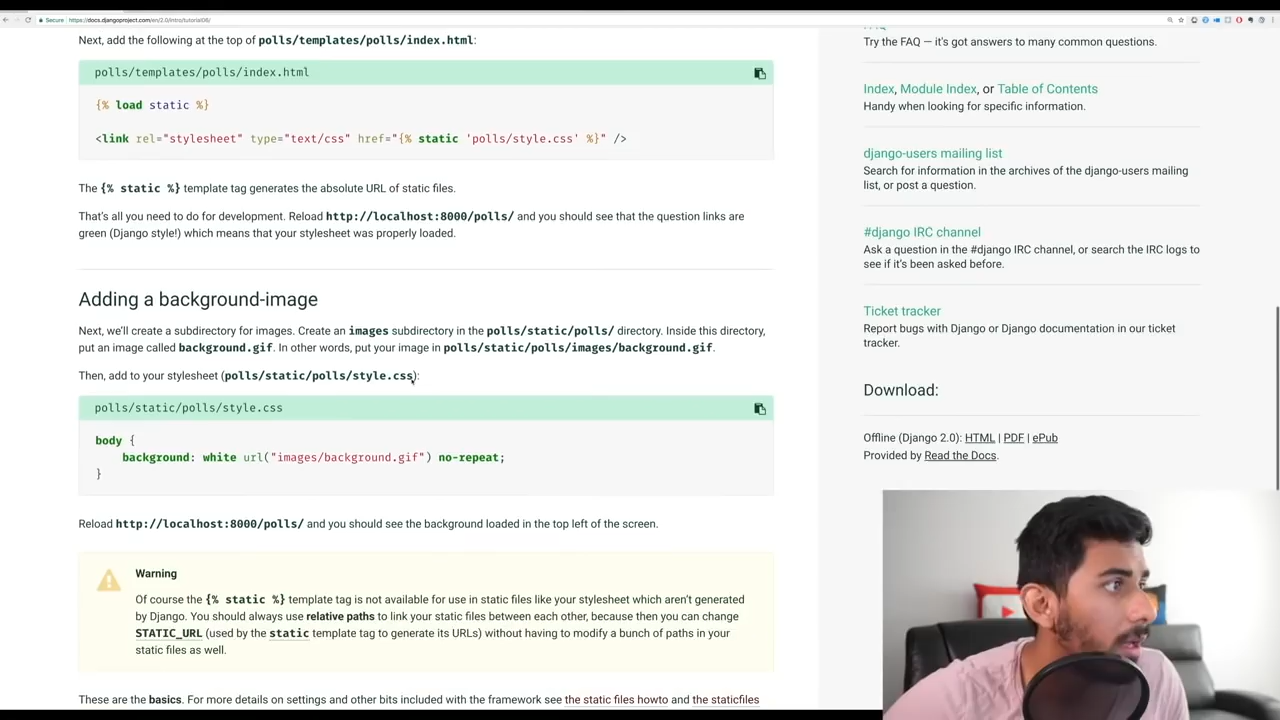 Secure | https://docs.djangoproject.com/en/2.0/intro/tutorial06/
Next, add the following at the top of polls/templates/polls/index.html:
polls/templates/polls/index.html
{% load static %}
<link rel="stylesheet" type="text/css" href="{% static 'polls/style.css' %}" />
The {% static %} template tag generates the absolute URL of static files.
That's all you need to do for development. Reload http://localhost:8000/polls/ and you should see that the question links are
green (Django style!) which means that your stylesheet was properly loaded.
Adding a background-image
Next, we'll create a subdirectory for images. Create an images subdirectory in the polls/static/polls/ directory. Inside this directory,
put an image called background.gif. In other words, put your image in polls/static/polls/images/background.gif.
Then, add to your stylesheet (polls/static/polls/style.css):
polls/static/polls/style.css
body {
background: white url("images/background.gif") no-repeat;
}
Reload http://localhost:8000/polls/ and you should see the background loaded in the top left of the screen.
Warning
Of course the {% static %} template tag is not available for use in static files like your stylesheet which aren't generated
by Django. You should always use relative paths to link your static files between each other, because then you can change
STATIC_URL (used by the static template tag to generate its URLs) without having to modify a bunch of paths in your
static files as well.
These are the basics. For more details on settings and other bits included with the framework see the static files howto and the staticfiles
FAQ
Try the FAQ — it's got answers to many common questions.
Index, Module Index, or Table of Contents
Handy when looking for specific information.
django-users mailing list
Search for information in the archives of the django-users mailing
list, or post a question.
#django IRC channel
Ask a question in the #django IRC channel, or search the IRC logs to
see if it's been asked before.
Ticket tracker
Report bugs with Django or Django documentation in our ticket
tracker.
Download:
Offline (Django 2.0): HTML | PDF | ePub
Provided by Read the Docs.